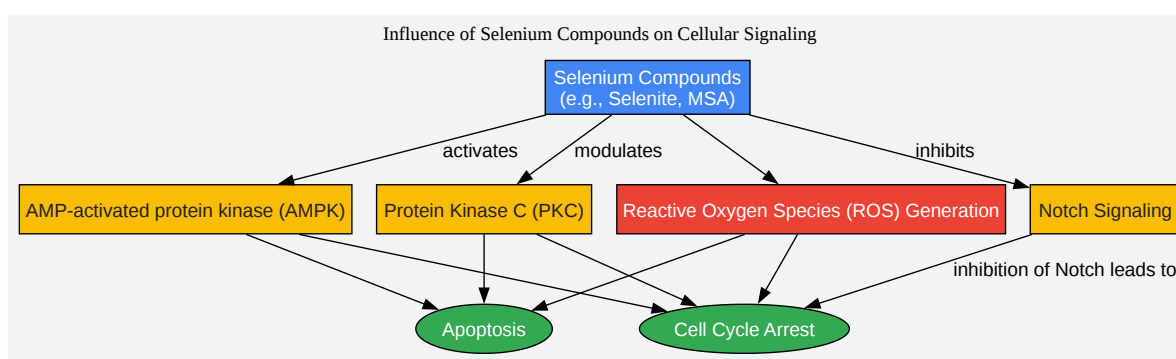 Influence of Selenium Compounds on Cellular Signaling
Selenium Compounds
(e.g., Selenite, MSA)
activates
modulates
inhibits
AMP-activated protein kinase (AMPK)
Protein Kinase C (PKC)
Reactive Oxygen Species (ROS) Generation
Notch Signaling
inhibition of Notch leads to
Apoptosis
Cell Cycle Arrest